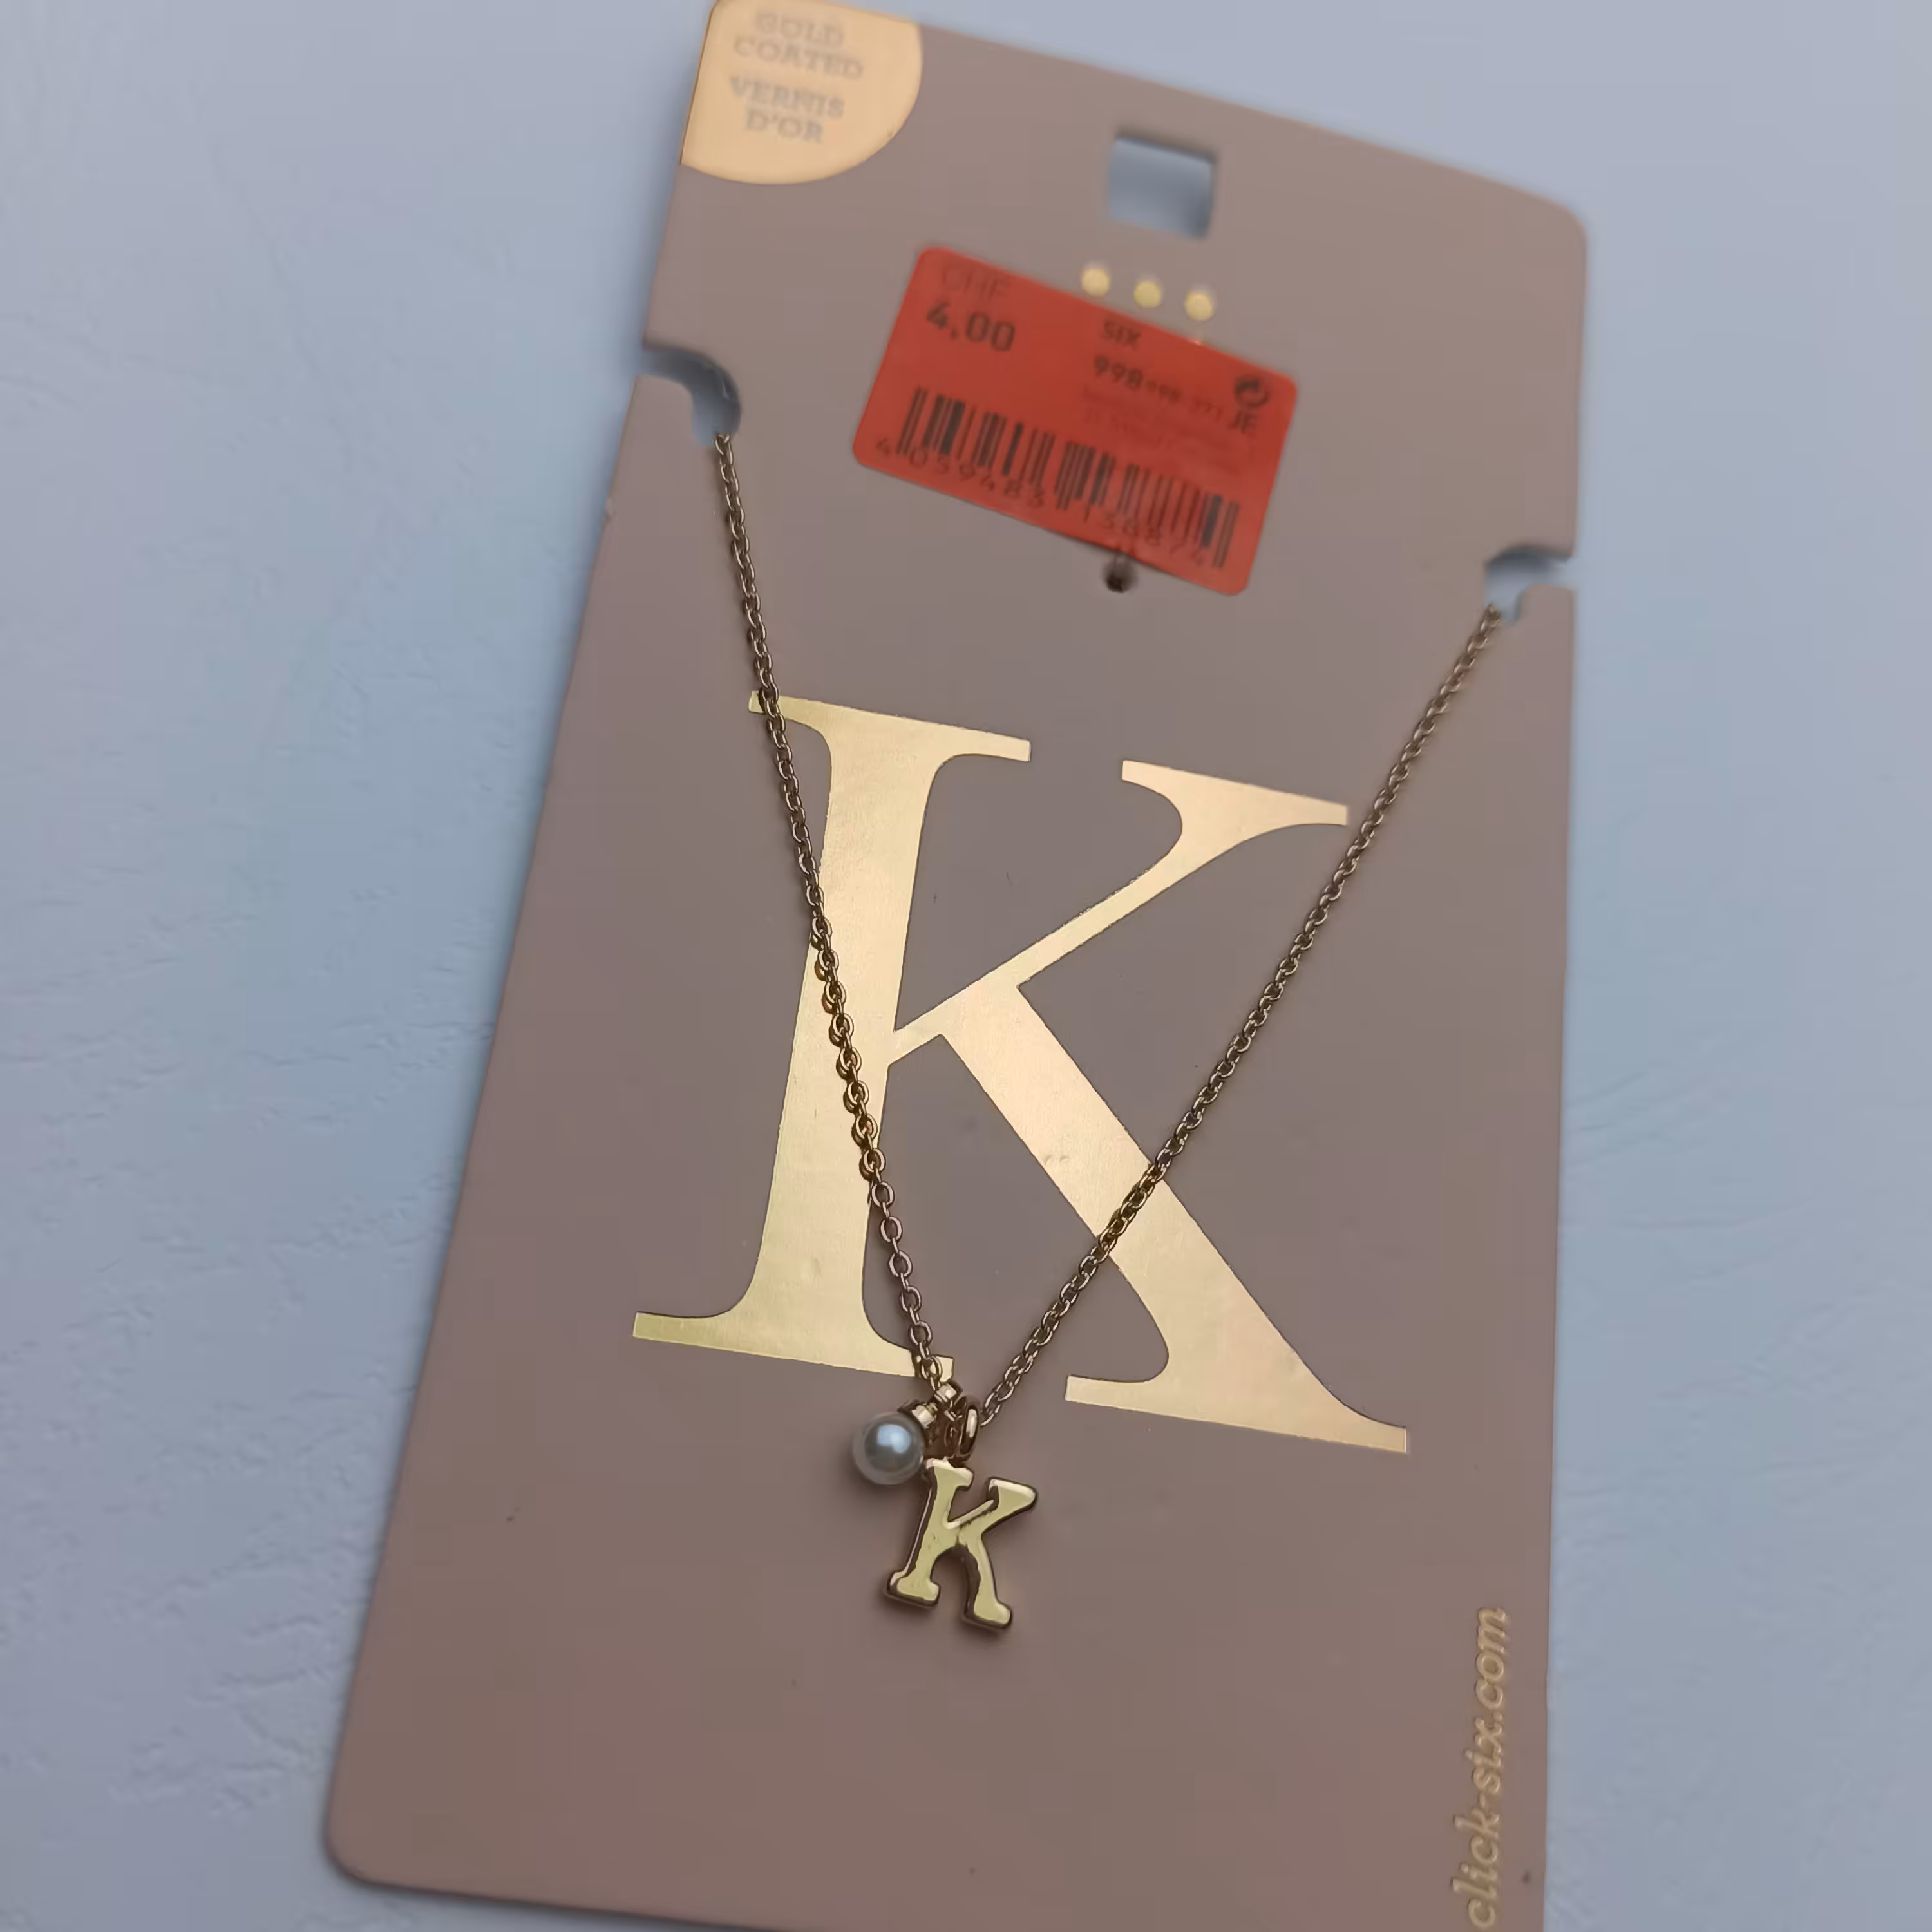 GOLD
COATED
VERNIS
D'OR
CHF
4,00
SIX
998
JE
K
K
click-six.com